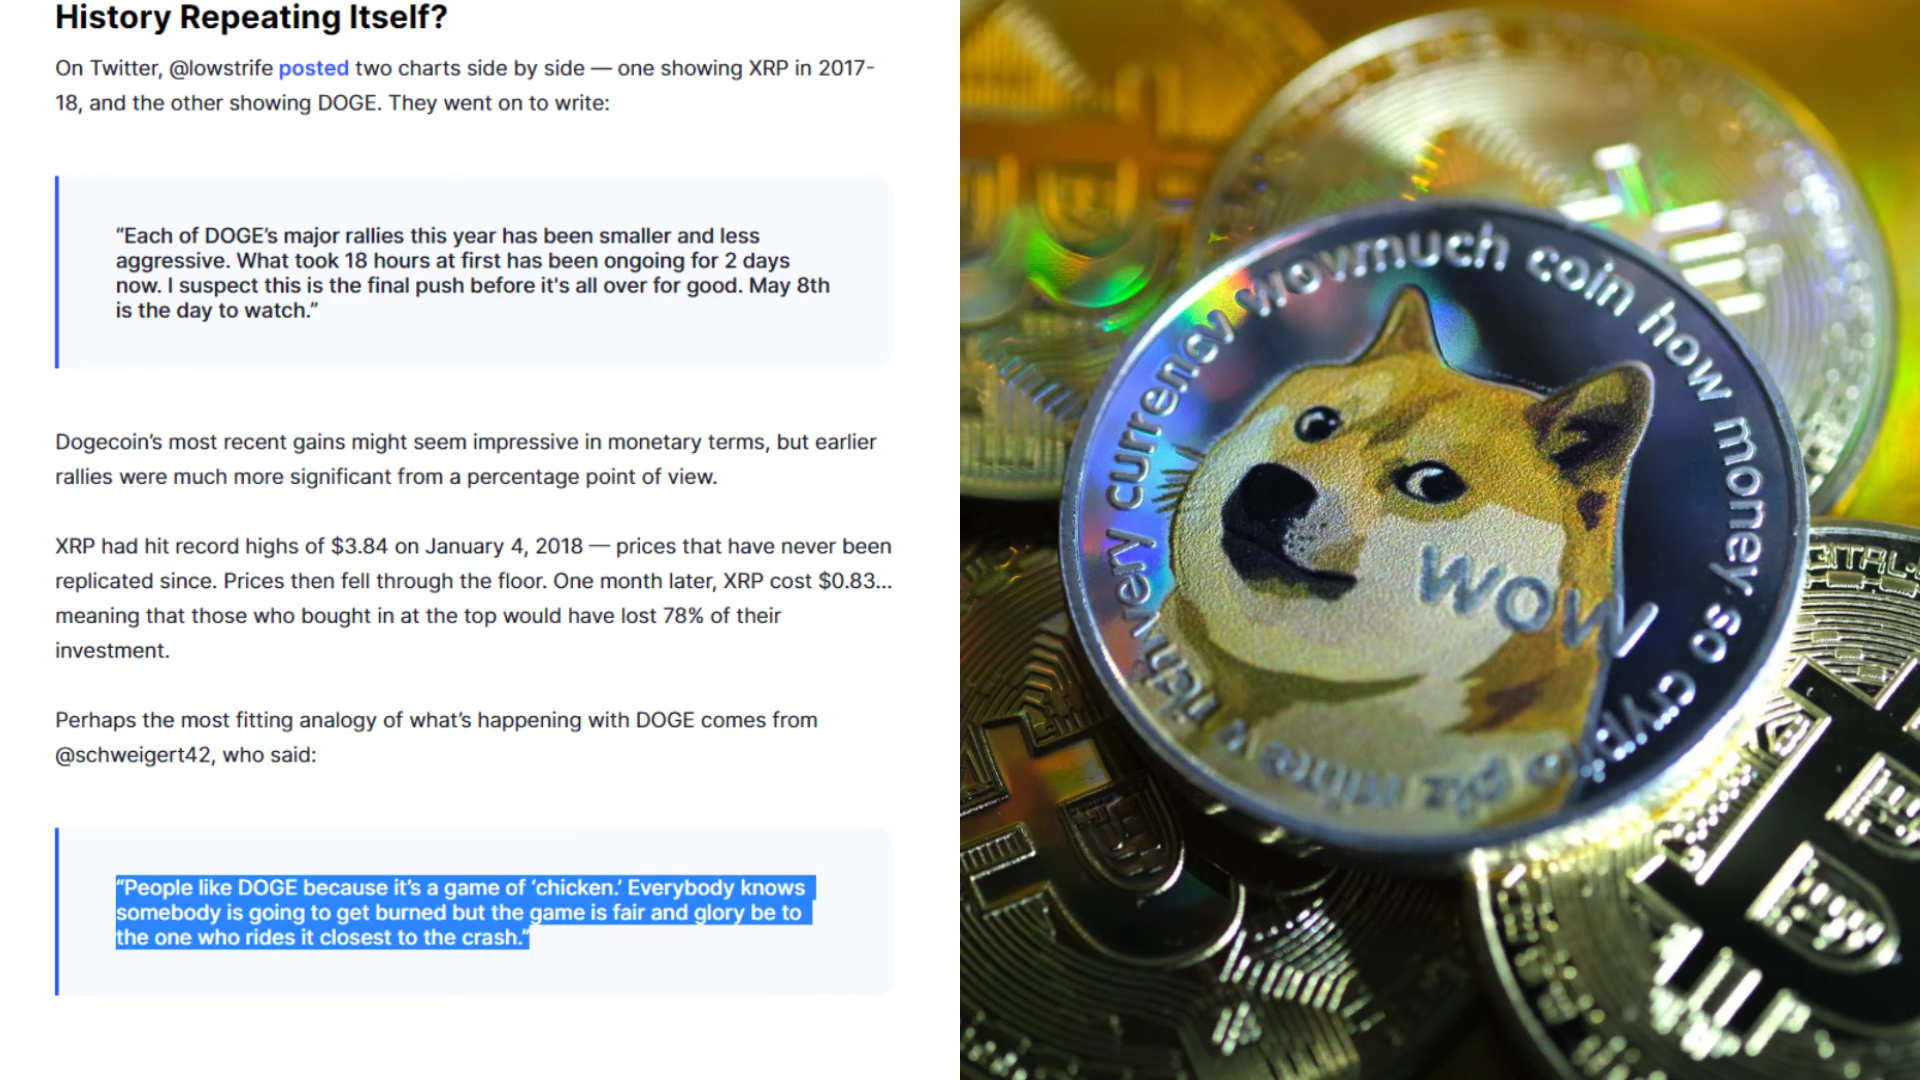 History Repeating Itself?
On Twitter, @lowstrife posted two charts side by side — one showing XRP in 2017-
18, and the other showing DOGE. They went on to write:
“Each of DOGE’s major rallies this year has been smaller and less
aggressive. What took 18 hours at first has been ongoing for 2 days
now. I suspect this is the final push before it's all over for good. May 8th
is the day to watch.”
Dogecoin’s most recent gains might seem impressive in monetary terms, but earlier
rallies were much more significant from a percentage point of view.
XRP had hit record highs of $3.84 on January 4, 2018 — prices that have never been
replicated since. Prices then fell through the floor. One month later, XRP cost $0.83...
meaning that those who bought in at the top would have lost 78% of their
investment.
Perhaps the most fitting analogy of what’s happening with DOGE comes from
@schweigert42, who said:
“People like DOGE because it’s a game of ‘chicken.’ Everybody knows
somebody is going to get burned but the game is fair and glory be to
the one who rides it closest to the crash.”
very currency wow much coin how money so crypto plz mine v rich
wow